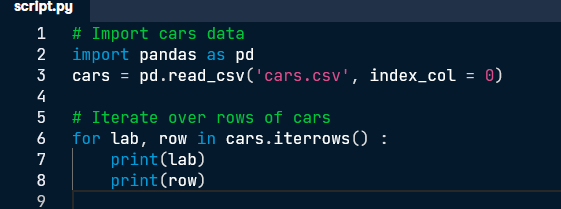 script.py
1 # Import cars data
2 import pandas as pd
3 cars = pd.read_csv('cars.csv', index_col = 0)
4
5 # Iterate over rows of cars
6 for lab, row in cars.iterrows() :
7     print(lab)
8     print(row)
9